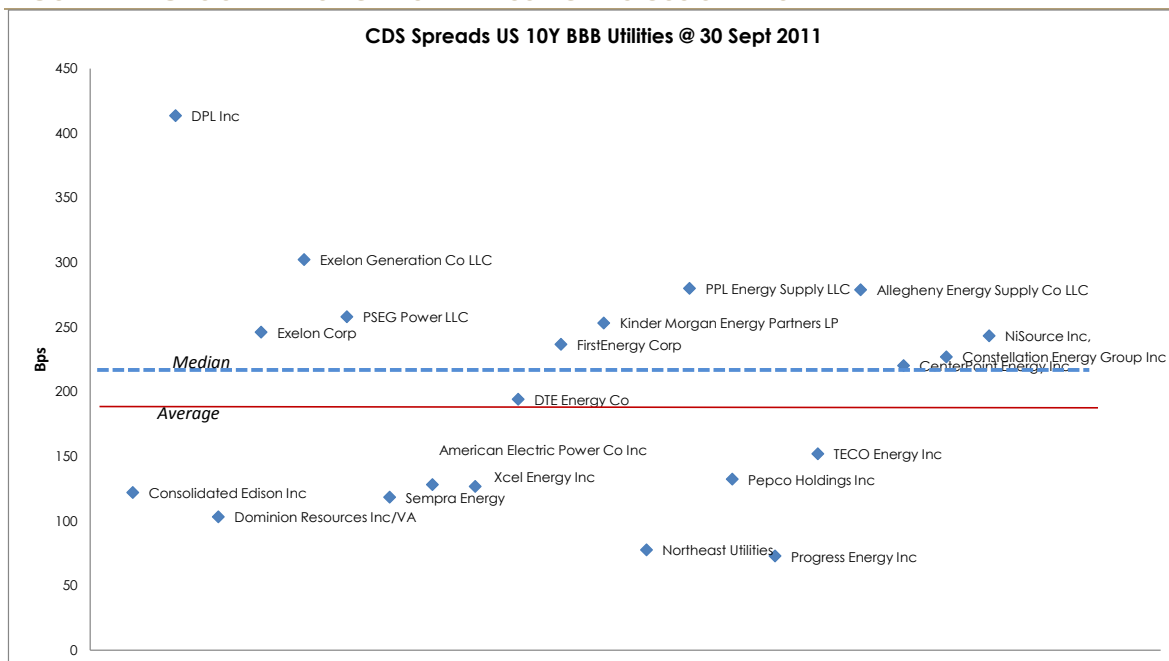 CDS Spreads US 10Y BBB Utilities @ 30 Sept 2011
450
400
350
300
250
200
150
100
50
0
Bps
DPL Inc
Exelon Generation Co LLC
PPL Energy Supply LLC
Allegheny Energy Supply Co LLC
PSEG Power LLC
Kinder Morgan Energy Partners LP
Exelon Corp
FirstEnergy Corp
NiSource Inc,
Constellation Energy Group Inc
CenterPoint Energy Inc
Median
DTE Energy Co
Average
American Electric Power Co Inc
TECO Energy Inc
Xcel Energy Inc
Pepco Holdings Inc
Consolidated Edison Inc
Sempra Energy
Dominion Resources Inc/VA
Northeast Utilities
Progress Energy Inc